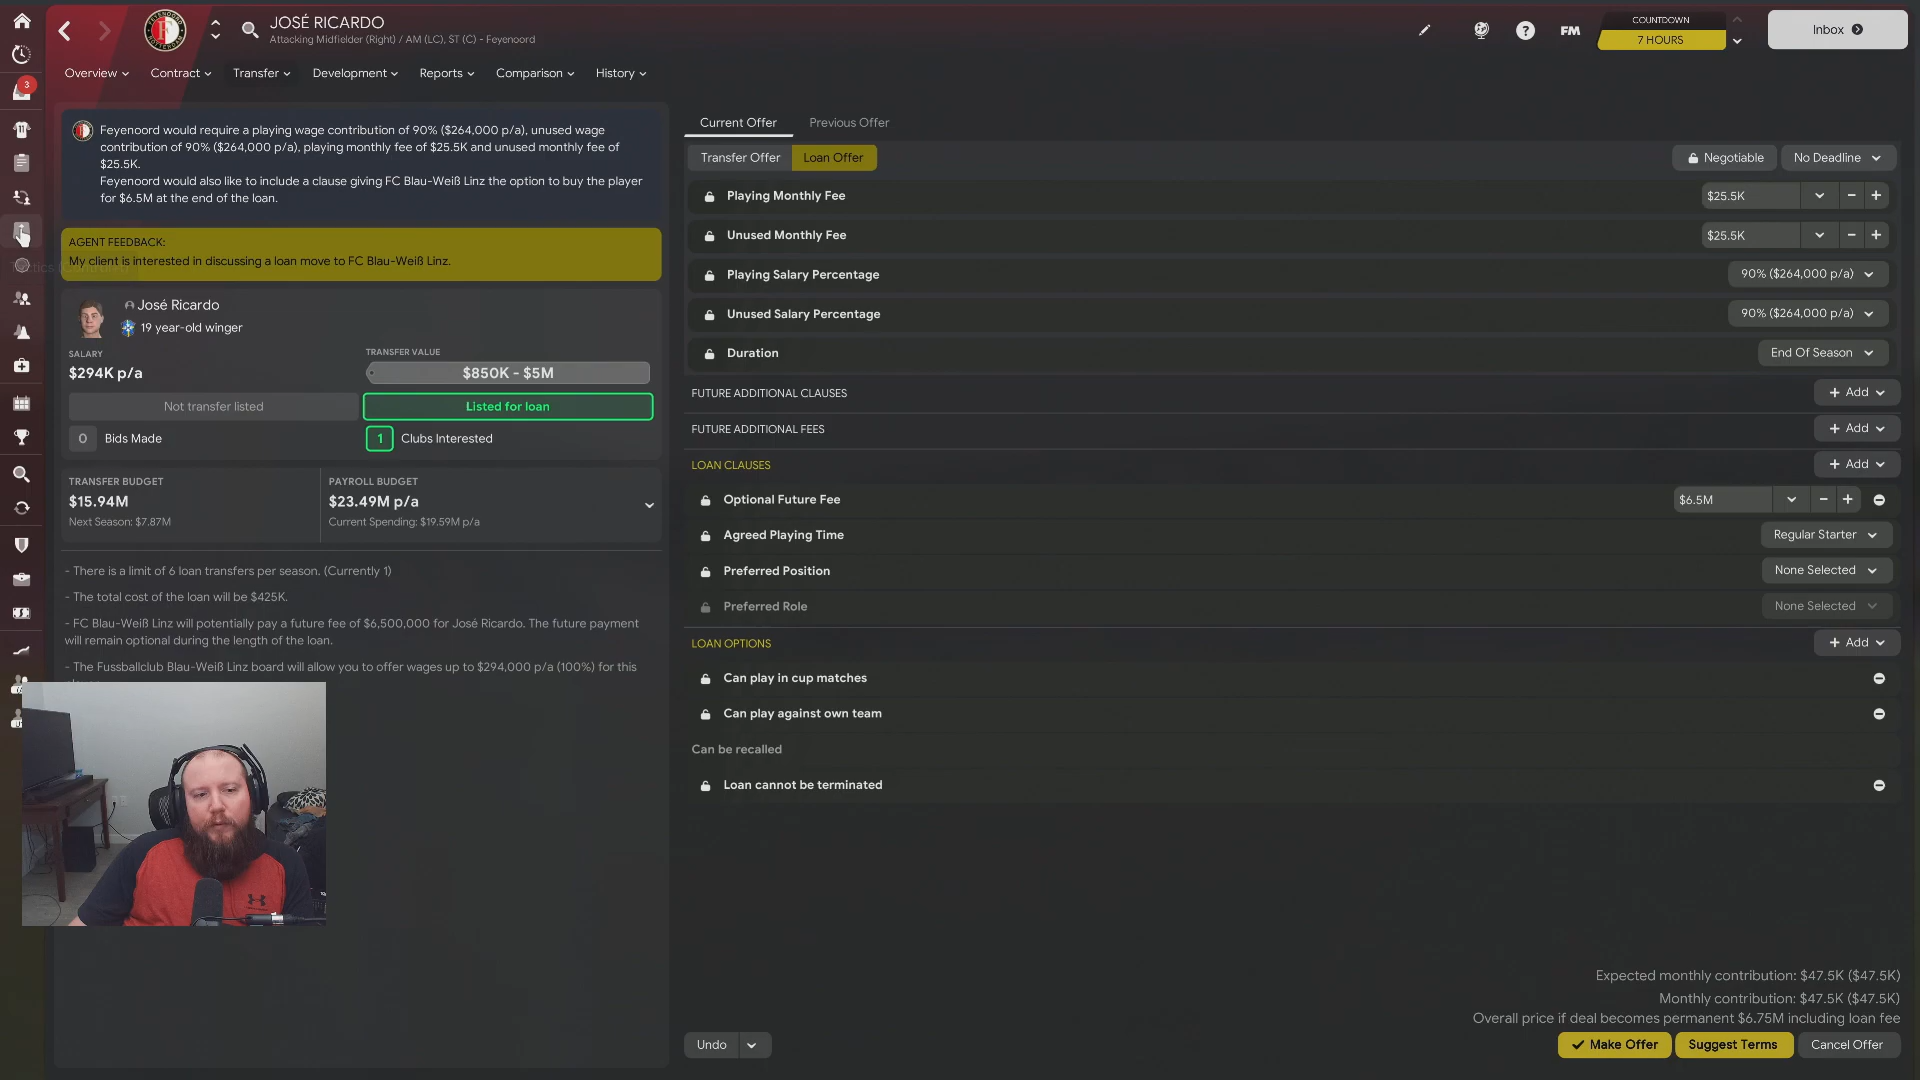 JOSÉ RICARDO
Attacking Midfielder (Right) / AM (LC), ST (C) - Feyenoord
FM
COUNTDOWN
7 HOURS
Inbox
3
Overview
Contract
Transfer
Development
Reports
Comparison
History
Feyenoord would require a playing wage contribution of 90% ($264,000 p/a), unused wage
contribution of 90% ($264,000 p/a), playing monthly fee of $25.5K and unused monthly fee of
$25.5K.
Feyenoord would also like to include a clause giving FC Blau-Weiß Linz the option to buy the player
for $6.5M at the end of the loan.
AGENT FEEDBACK:
My client is interested in discussing a loan move to FC Blau-Weiß Linz.
José Ricardo
19 year-old winger
SALARY
$294K p/a
TRANSFER VALUE
$850K - $5M
Not transfer listed
Listed for loan
0 Bids Made
1 Clubs Interested
TRANSFER BUDGET
$15.94M
Next Season: $7.87M
PAYROLL BUDGET
$23.49M p/a
Current Spending: $19.59M p/a
- There is a limit of 6 loan transfers per season. (Currently 1)
- The total cost of the loan will be $425K.
- FC Blau-Weiß Linz will potentially pay a future fee of $6,500,000 for José Ricardo. The future payment
will remain optional during the length of the loan.
- The Fussballclub Blau-Weiß Linz board will allow you to offer wages up to $294,000 p/a (100%) for this
Current Offer
Previous Offer
Transfer Offer
Loan Offer
Negotiable
No Deadline
Playing Monthly Fee $25.5K
Unused Monthly Fee $25.5K
Playing Salary Percentage 90% ($264,000 p/a)
Unused Salary Percentage 90% ($264,000 p/a)
Duration End Of Season
FUTURE ADDITIONAL CLAUSES + Add
FUTURE ADDITIONAL FEES + Add
LOAN CLAUSES + Add
Optional Future Fee $6.5M
Agreed Playing Time Regular Starter
Preferred Position None Selected
Preferred Role None Selected
LOAN OPTIONS + Add
Can play in cup matches
Can play against own team
Can be recalled
Loan cannot be terminated
Expected monthly contribution: $47.5K ($47.5K)
Monthly contribution: $47.5K ($47.5K)
Overall price if deal becomes permanent $6.75M including loan fee
Undo
Make Offer
Suggest Terms
Cancel Offer